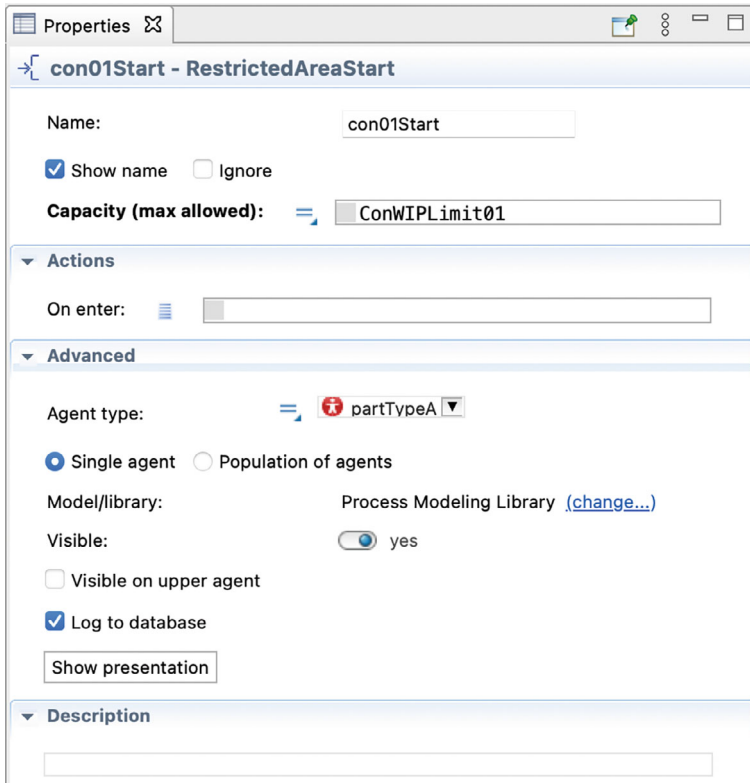 Properties
con01Start - RestrictedAreaStart
Name: con01Start
Show name Ignore
Capacity (max allowed): ConWIPLimit01
Actions
On enter:
Advanced
Agent type: partTypeA
Single agent Population of agents
Model/library: Process Modeling Library (change...)
Visible: yes
Visible on upper agent
Log to database
Show presentation
Description